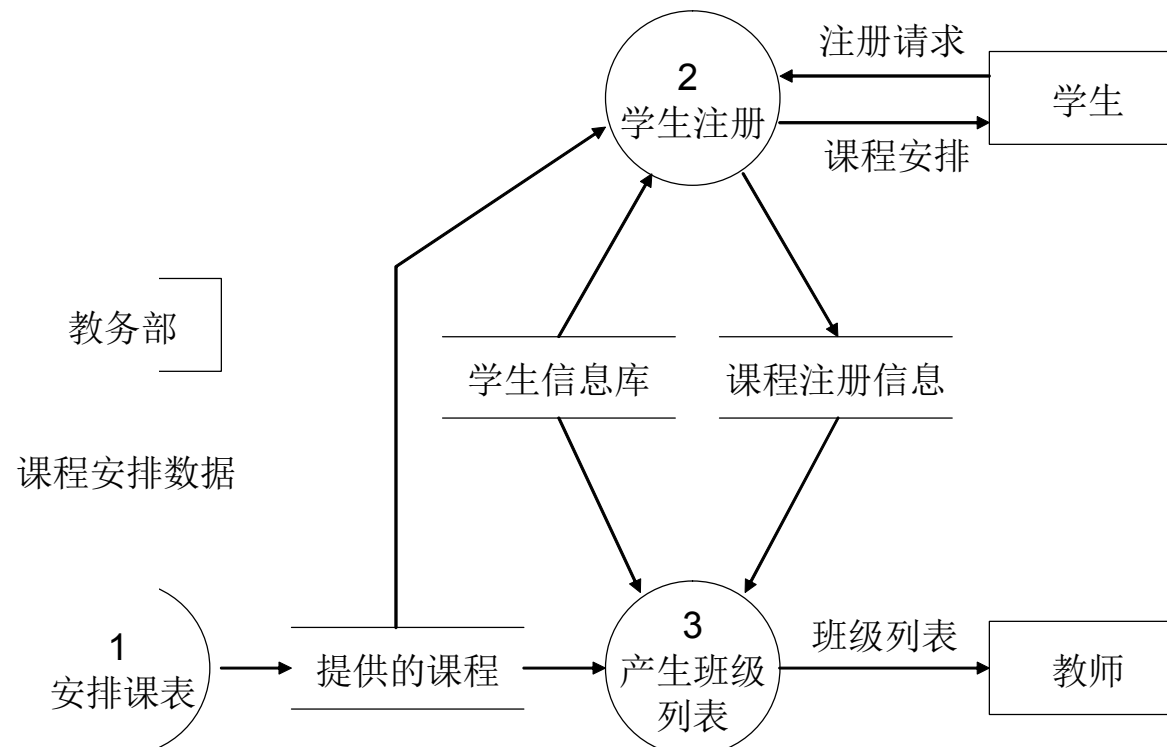 注册请求
2
学生注册
学生
课程安排
教务部
学生信息库
课程注册信息
课程安排数据
1
安排课表
提供的课程
3
产生班级
列表
班级列表
教师